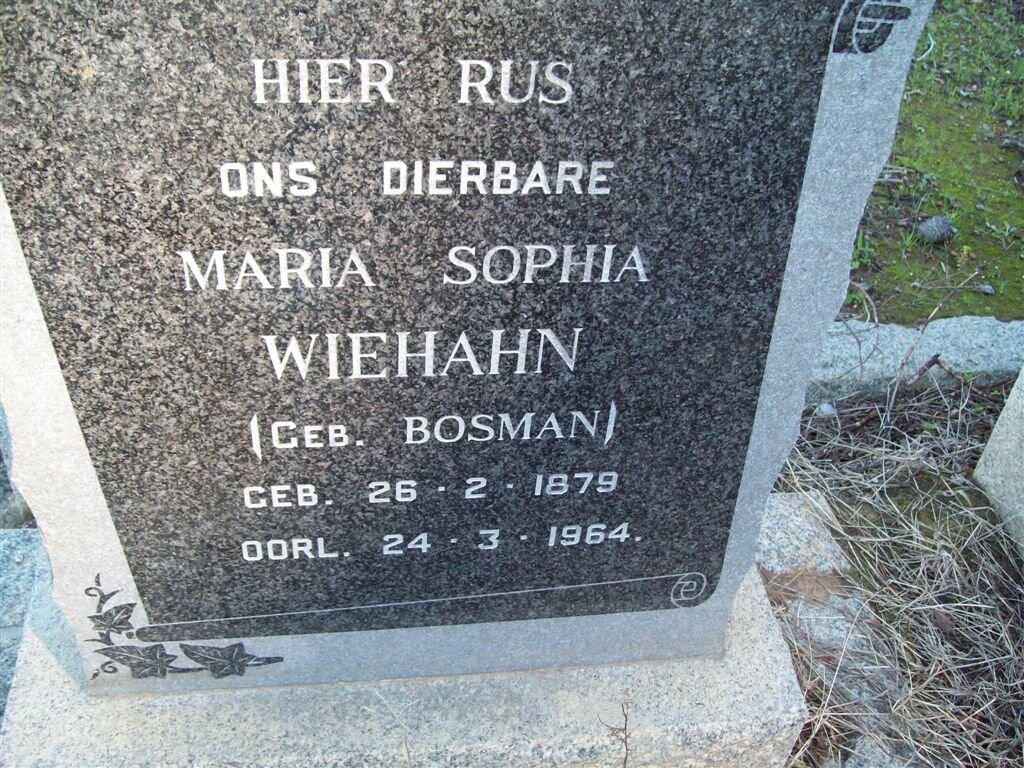 HIER RUS
ONS DIERBARE
MARIA SOPHIA
WIEHAHN
(GEB. BOSMAN)
GEB. 26 - 2 - 1879
OORL. 24 - 3 - 1964.